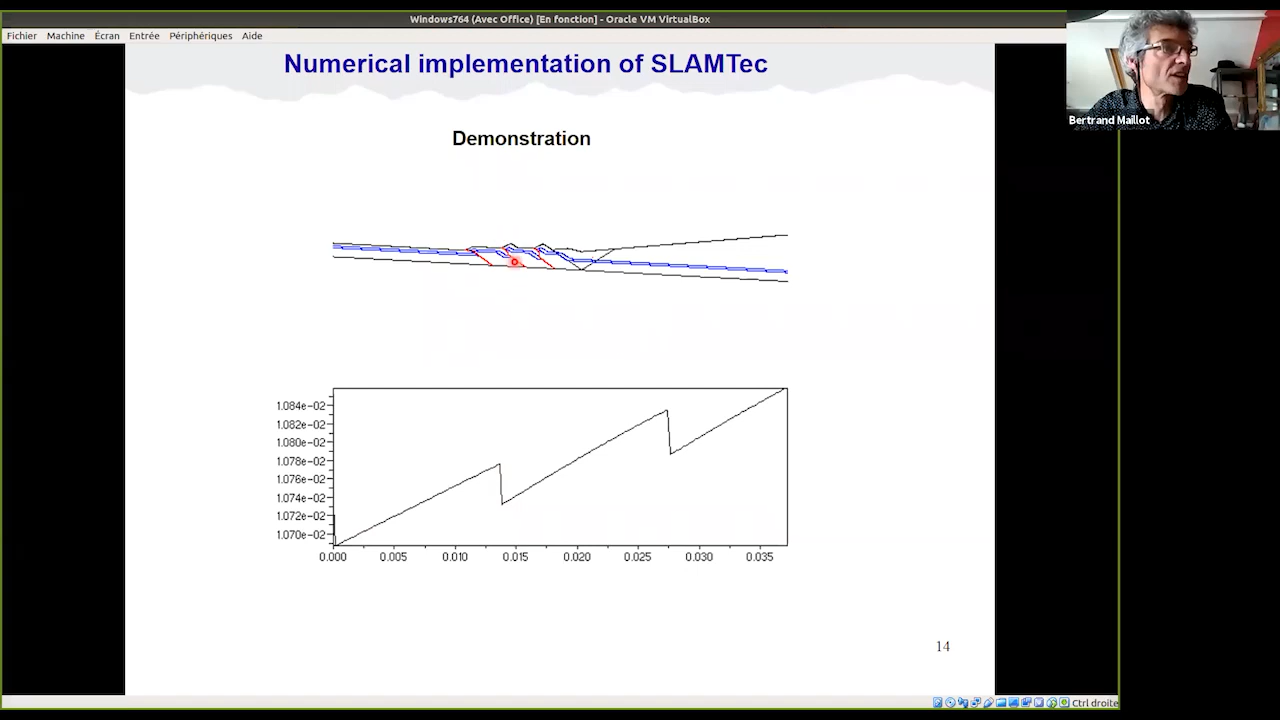 Windows764 (Avec Office) [En fonction] - Oracle VM VirtualBox
Fichier Machine Écran Entrée Périphériques Aide
Numerical implementation of SLAMTec
Bertrand Maillot
Demonstration
1.084e-02
1.082e-02
1.080e-02
1.078e-02
1.076e-02
1.074e-02
1.072e-02
1.070e-02
0.000 0.005 0.010 0.015 0.020 0.025 0.030 0.035
14
Ctrl droite